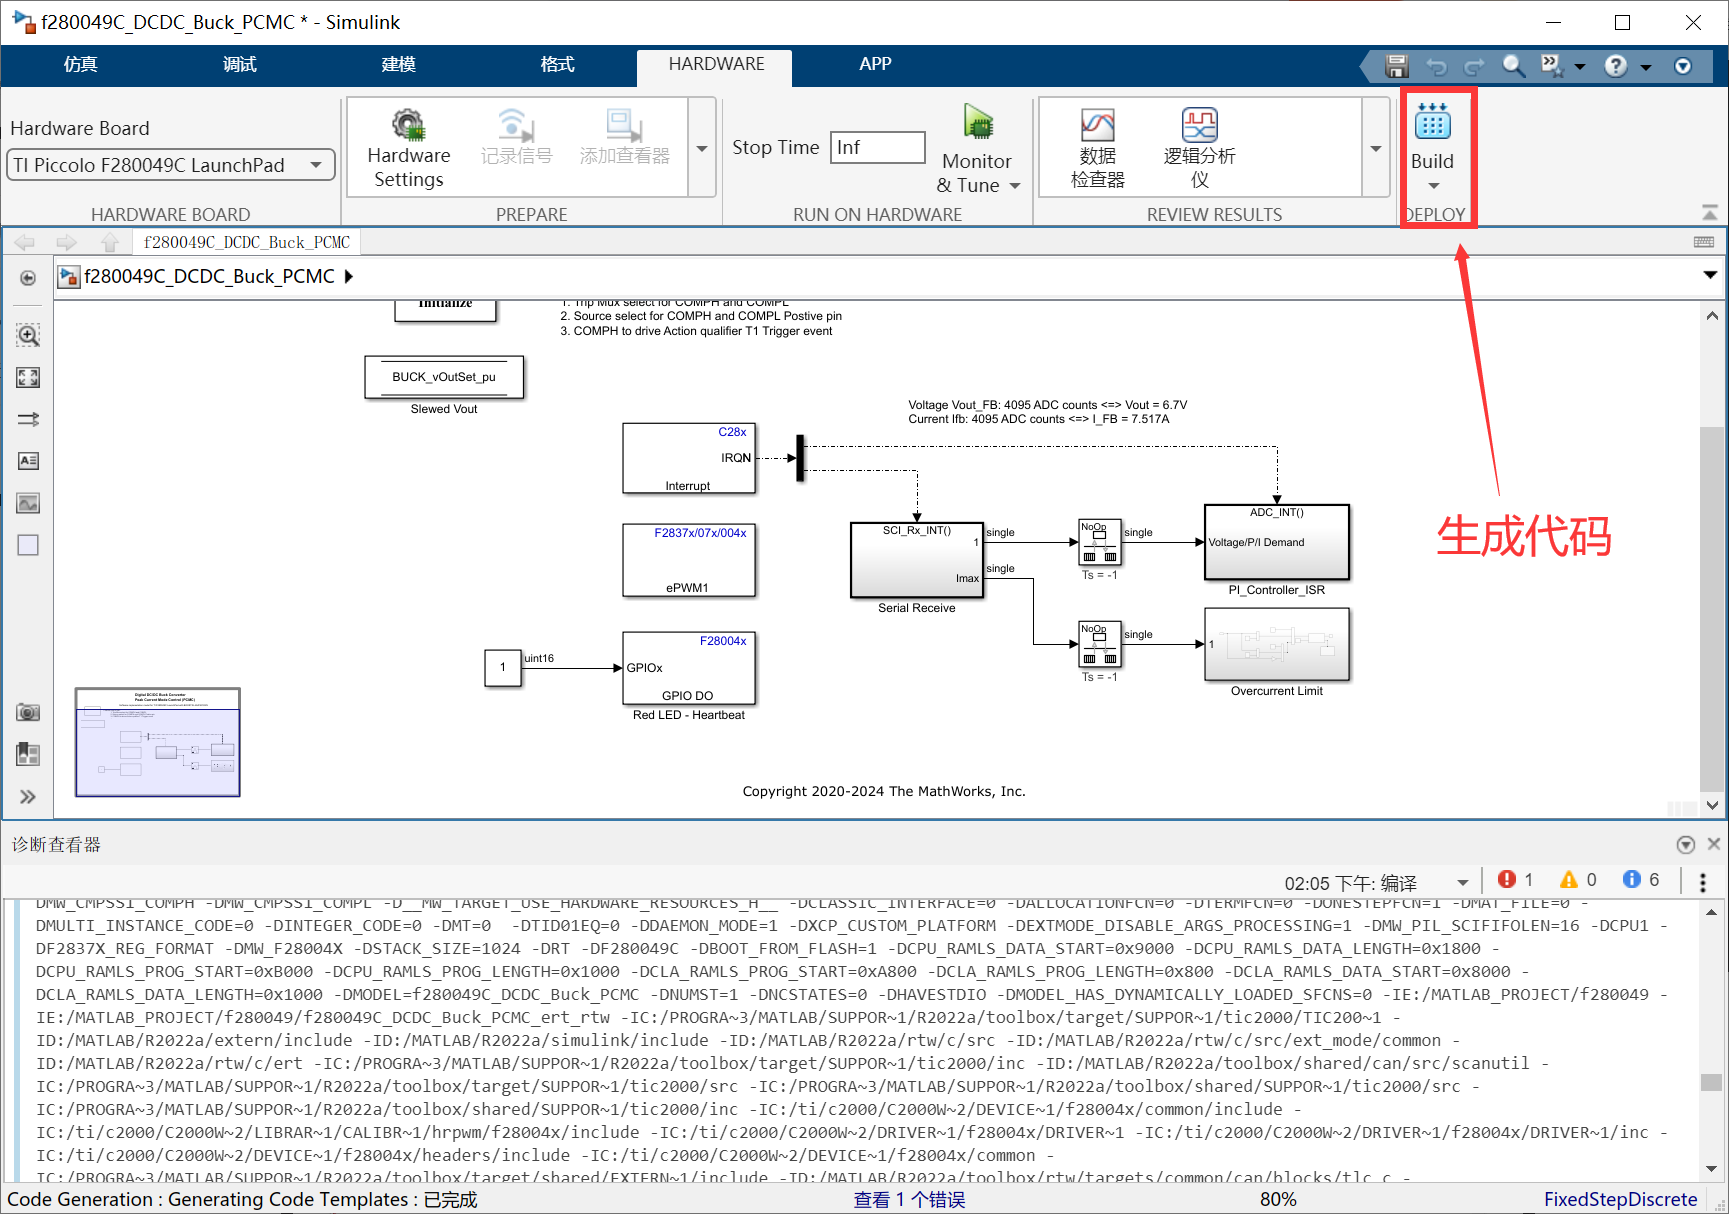 f280049C_DCDC_Buck_PCMC * - Simulink
仿真
调试
建模
格式
HARDWARE
APP
Hardware Board
TI Piccolo F280049C LaunchPad
HARDWARE BOARD
Hardware
Settings
记录信号
添加查看器
PREPARE
Stop Time
Inf
Monitor
& Tune
RUN ON HARDWARE
数据
检查器
逻辑分析
仪
REVIEW RESULTS
Build
DEPLOY
f280049C_DCDC_Buck_PCMC
f280049C_DCDC_Buck_PCMC
Initialize
1. Trip Mux select for COMPH and COMPL
2. Source select for COMPH and COMPL Postive pin
3. COMPH to drive Action qualifier T1 Trigger event
BUCK_vOutSet_pu
Slewed Vout
Voltage Vout_FB: 4095 ADC counts <=> Vout = 6.7V
Current Ifb: 4095 ADC counts <=> I_FB = 7.517A
C28x
IRQN
Interrupt
F2837x/07x/004x
ePWM1
1
uint16
F28004x
GPIOx
GPIO DO
Red LED - Heartbeat
SCI_Rx_INT()
1
Imax
Serial Receive
single
single
NoOp
Ts = -1
single
NoOp
Ts = -1
single
ADC_INT()
Voltage/P/I Demand
PI_Controller_ISR
1
Overcurrent Limit
生成代码
Digital DC/DC Buck Converter
Peak Current Mode Control (PCMC)
Copyright 2020-2024 The MathWorks, Inc.
诊断查看器
02:05 下午: 编译
1
0
6
DMW_CMPSS1_COMPH -DMW_CMPSS1_COMPL -D__MW_TARGET_USE_HARDWARE_RESOURCES_H__ -DCLASSIC_INTERFACE=0 -DALLOCATIONFCN=0 -DTERMFCN=0 -DONESTEPFCN=1 -DMAT_FILE=0 -
DMULTI_INSTANCE_CODE=0 -DINTEGER_CODE=0 -DMT=0  -DTID01EQ=0 -DDAEMON_MODE=1 -DXCP_CUSTOM_PLATFORM -DEXTMODE_DISABLE_ARGS_PROCESSING=1 -DMW_PIL_SCIFIFOLEN=16 -DCPU1 -
DF2837X_REG_FORMAT -DMW_F28004X -DSTACK_SIZE=1024 -DRT -DF280049C -DBOOT_FROM_FLASH=1 -DCPU_RAMLS_DATA_START=0x9000 -DCPU_RAMLS_DATA_LENGTH=0x1800 -
DCPU_RAMLS_PROG_START=0xB000 -DCPU_RAMLS_PROG_LENGTH=0x1000 -DCLA_RAMLS_PROG_START=0xA800 -DCLA_RAMLS_PROG_LENGTH=0x800 -DCLA_RAMLS_DATA_START=0x8000 -
DCLA_RAMLS_DATA_LENGTH=0x1000 -DMODEL=f280049C_DCDC_Buck_PCMC -DNUMST=1 -DNCSTATES=0 -DHAVESTDIO -DMODEL_HAS_DYNAMICALLY_LOADED_SFCNS=0 -IE:/MATLAB_PROJECT/f280049 -
IE:/MATLAB_PROJECT/f280049/f280049C_DCDC_Buck_PCMC_ert_rtw -IC:/PROGRA~3/MATLAB/SUPPOR~1/R2022a/toolbox/target/SUPPOR~1/tic2000/TIC200~1 -
ID:/MATLAB/R2022a/extern/include -ID:/MATLAB/R2022a/simulink/include -ID:/MATLAB/R2022a/rtw/c/src -ID:/MATLAB/R2022a/rtw/c/src/ext_mode/common -
ID:/MATLAB/R2022a/rtw/c/ert -IC:/PROGRA~3/MATLAB/SUPPOR~1/R2022a/toolbox/target/SUPPOR~1/tic2000/inc -ID:/MATLAB/R2022a/toolbox/shared/can/src/scanutil -
IC:/PROGRA~3/MATLAB/SUPPOR~1/R2022a/toolbox/target/SUPPOR~1/tic2000/src -IC:/PROGRA~3/MATLAB/SUPPOR~1/R2022a/toolbox/shared/SUPPOR~1/tic2000/src -
IC:/PROGRA~3/MATLAB/SUPPOR~1/R2022a/toolbox/shared/SUPPOR~1/tic2000/inc -IC:/ti/c2000/C2000W~2/DEVICE~1/f28004x/common/include -
IC:/ti/c2000/C2000W~2/LIBRAR~1/CALIBR~1/hrpwm/f28004x/include -IC:/ti/c2000/C2000W~2/DRIVER~1/f28004x/DRIVER~1 -IC:/ti/c2000/C2000W~2/DRIVER~1/f28004x/DRIVER~1/inc -
IC:/ti/c2000/C2000W~2/DEVICE~1/f28004x/headers/include -IC:/ti/c2000/C2000W~2/DEVICE~1/f28004x/common -
IC:/PROGRA~3/MATLAB/SUPPOR~1/R2022a/toolbox/target/shared/EXTERN~1/include -ID:/MATLAB/R2022a/toolbox/rtw/targets/common/can/blocks/tlc_c -
Code Generation : Generating Code Templates : 已完成
查看 1 个错误
80%
FixedStepDiscrete